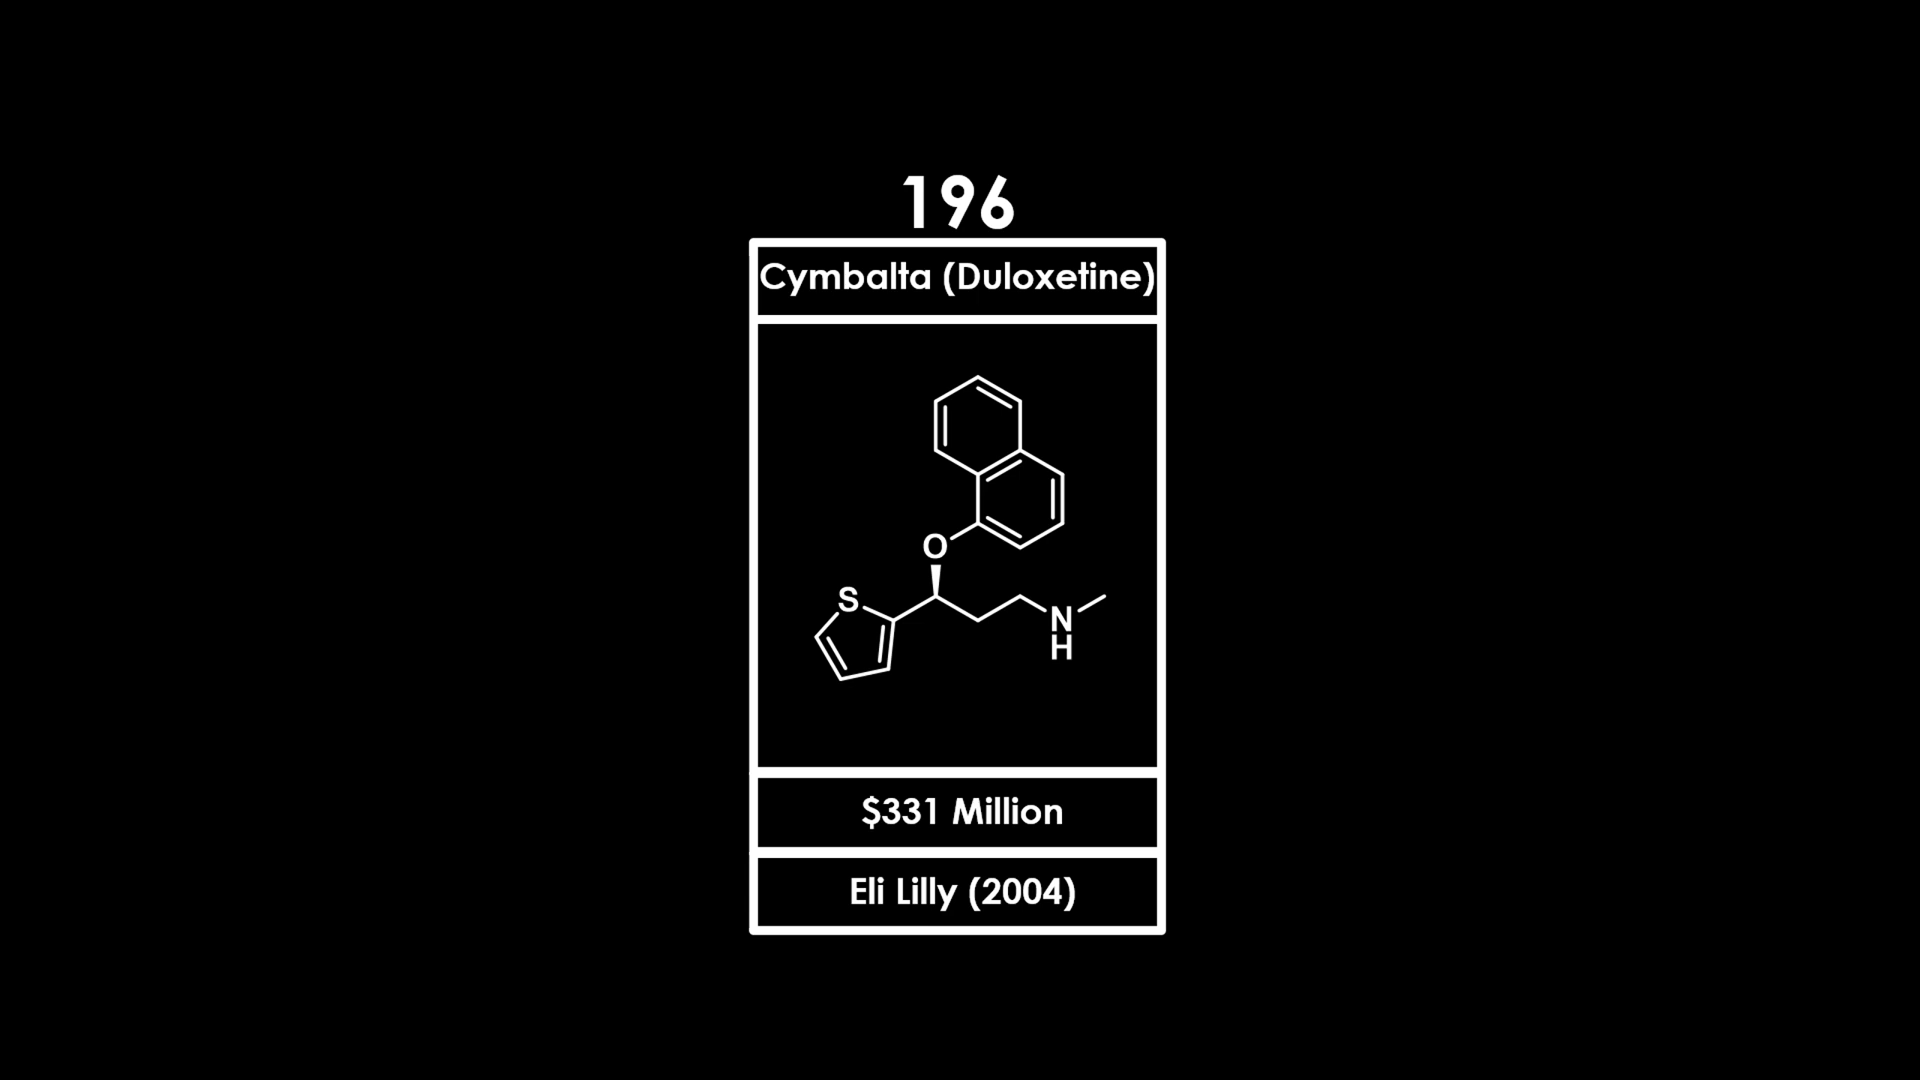 196
Cymbalta (Duloxetine)
O
S
N
H
$331 Million
Eli Lilly (2004)